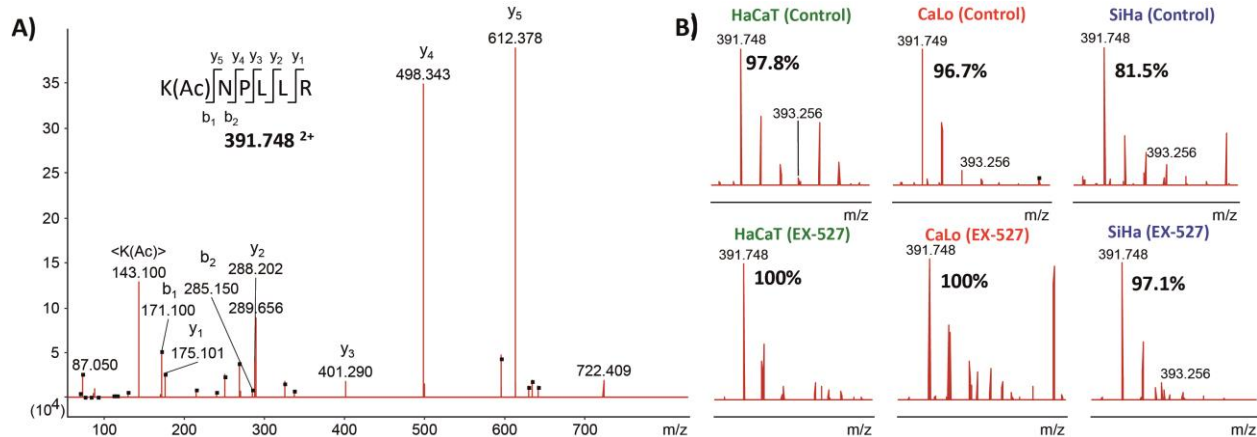 A)
y5
612.378
y4
498.343
y5 y4 y3 y2 y1
K(Ac) N P L L R
b1 b2
391.748 2+
35
30
25
20
15
10
5
(10^4)
<K(Ac)>
143.100
b1
171.100
y1
175.101
b2
285.150
y2
288.202
289.656
87.050
y3
401.290
722.409
100 200 300 400 500 600 700 m/z
B)
HaCaT (Control)
391.748
97.8%
393.256
m/z
CaLo (Control)
391.749
96.7%
393.256
m/z
SiHa (Control)
391.748
81.5%
393.256
m/z
HaCaT (EX-527)
391.748
100%
m/z
CaLo (EX-527)
391.748
100%
m/z
SiHa (EX-527)
391.748
97.1%
393.256
m/z